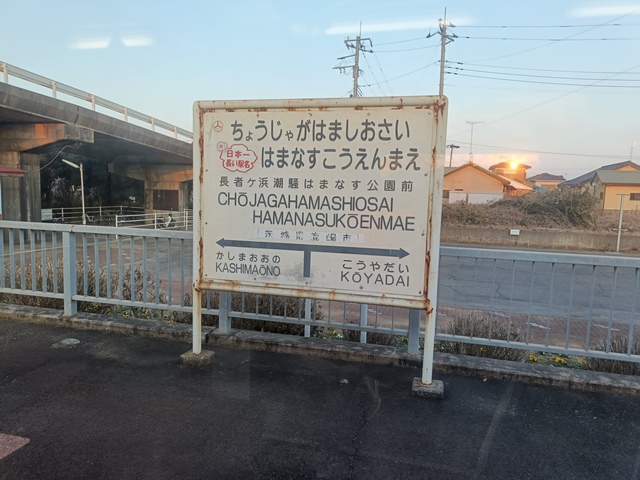 ちょうじゃがはましおさい
日本一
長い駅名
はまなすこうえんまえ
長者ヶ浜潮騒はまなす公園前
CHŌJAGAHAMASHIOSAI
HAMANASUKŌENMAE
(茨城県鹿嶋市)
かしまおおの
KASHIMAŌNO
こうやだい
KŌYADAI